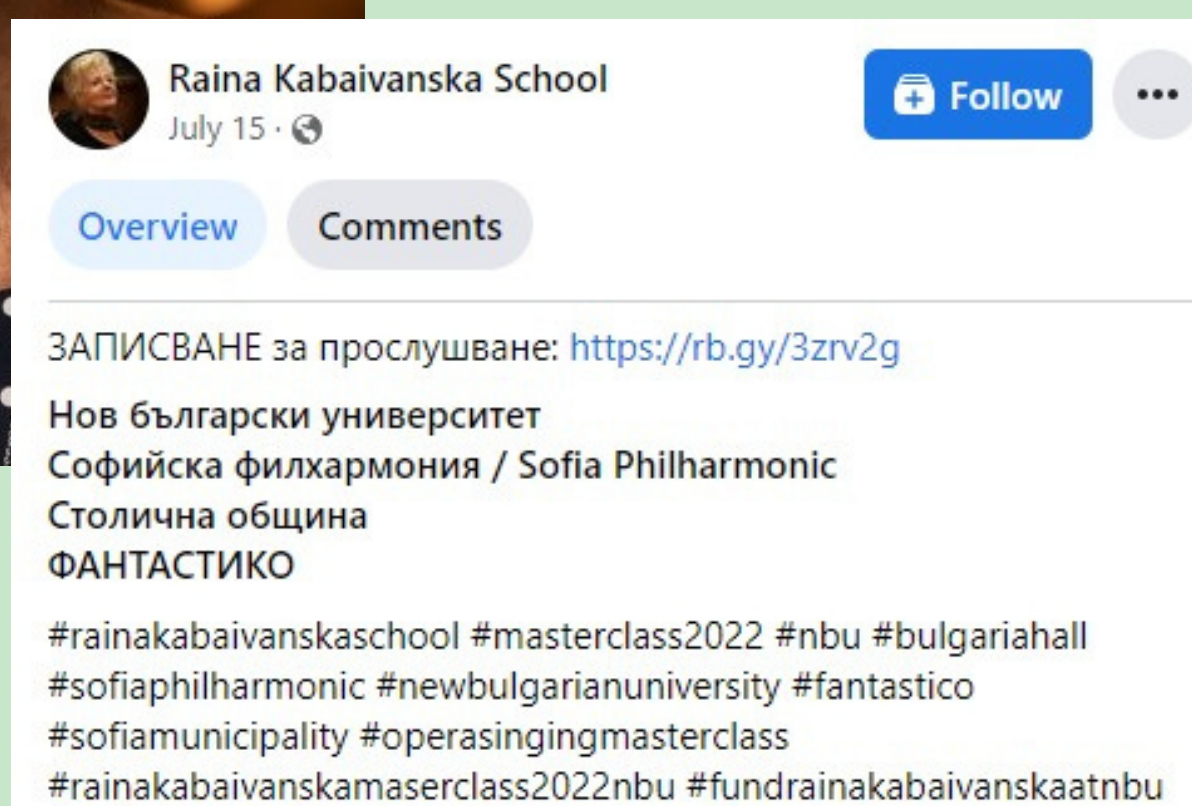 Raina Kabaivanska School
Follow
July 15 ·
Overview
Comments
ЗАПИСВАНЕ за прослушване: https://rb.gy/3zrv2g
Нов български университет
Софийска филхармония / Sofia Philharmonic
Столична община
ФАНТАСТИКО
#rainakabaivanskaschool #masterclass2022 #nbu #bulgariahall
#sofiaphilharmonic #newbulgarianuniversity #fantastico
#sofiamunicipality #operasingingmasterclass
#rainakabaivanskamaserclass2022nbu #fundrainakabaivanskaatnbu